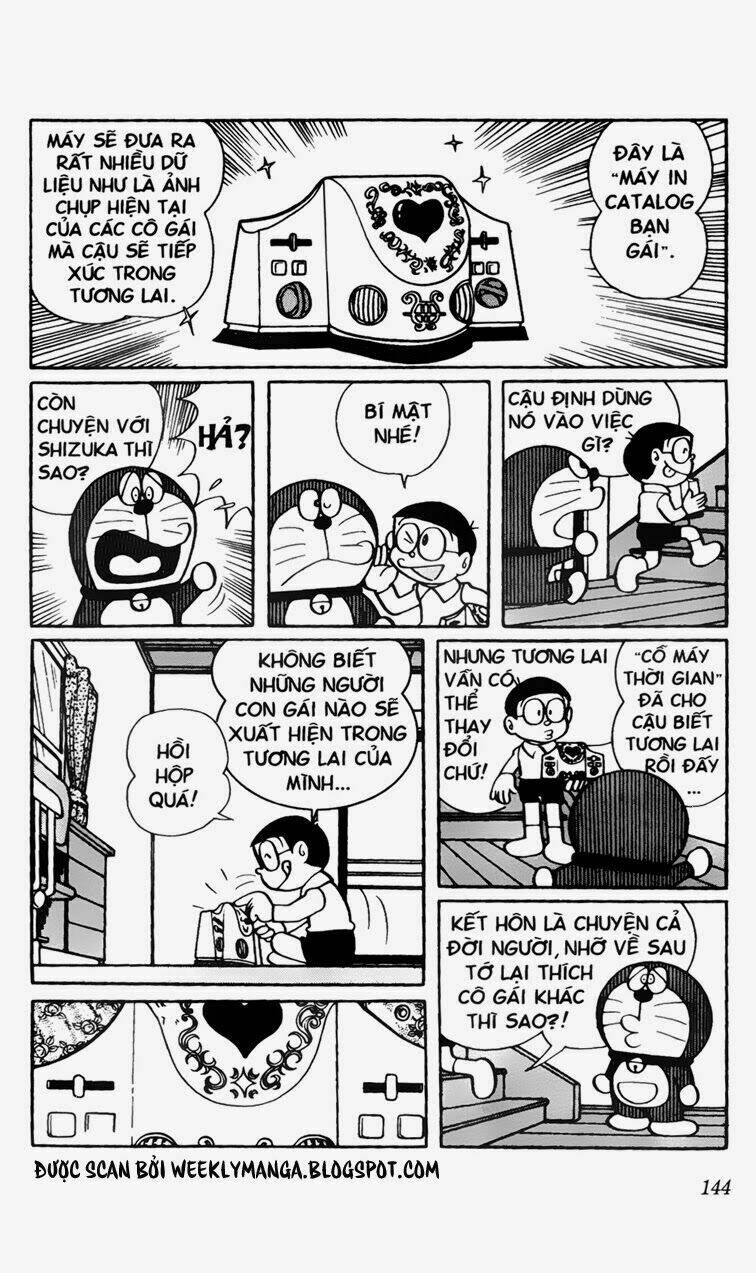 ĐÂY LÀ
"MÁY IN
CATALOG
BẠN
GÁI".
MÁY SẼ ĐƯA RA
RẤT NHIỀU DỮ
LIỆU NHƯ LÀ ẢNH
CHỤP HIỆN TẠI
CỦA CÁC CÔ GÁI
MÀ CẬU SẼ TIẾP
XÚC TRONG
TƯƠNG LAI.
CẬU ĐỊNH DÙNG
NÓ VÀO VIỆC
GÌ?
BÍ MẬT
NHÉ!
HẢ?
CÒN
CHUYỆN VỚI
SHIZUKA THÌ
SAO?
"CỖ MÁY
THỜI GIAN"
ĐÃ CHO
CẬU BIẾT
TƯƠNG LAI
RỒI ĐẤY
...
NHƯNG TƯƠNG LAI
VẪN CÓ
THỂ
THAY
ĐỔI
CHỨ!
KẾT HÔN LÀ CHUYỆN CẢ
ĐỜI NGƯỜI, NHỠ VỀ SAU
TỚ LẠI THÍCH
CÔ GÁI KHÁC
THÌ SAO?!
KHÔNG BIẾT
NHỮNG NGƯỜI
CON GÁI NÀO SẼ
XUẤT HIỆN TRONG
TƯƠNG LAI CỦA
MÌNH...
HỒI
HỘP
QUÁ!
ĐƯỢC SCAN BỞI WEEKLYMANGA.BLOGSPOT.COM
144